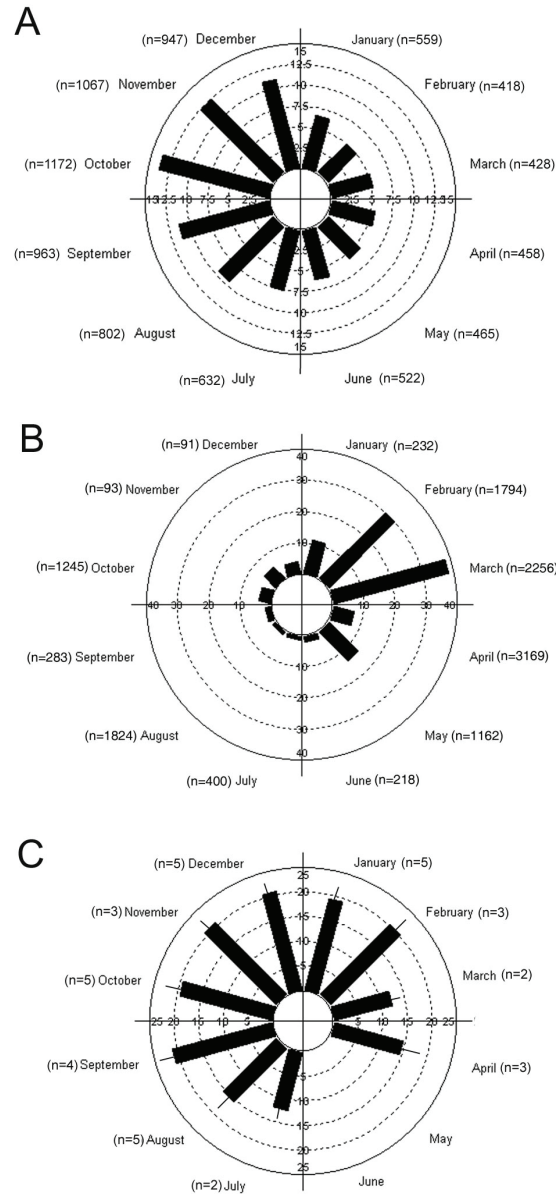 A
(n=947) December January (n=559)
(n=1067) November February (n=418)
(n=1172) October March (n=428)
(n=963) September April (n=458)
(n=802) August May (n=465)
(n=632) July June (n=522)
15
12.5
10
7.5
5
2.5
15 12.5 10 7.5 5 2.5 2.5 5 7.5 10 12.5 15
2.5
5
7.5
10
12.5
15
B
(n=91) December January (n=232)
(n=93) November February (n=1794)
(n=1245) October March (n=2256)
(n=283) September April (n=3169)
(n=1824) August May (n=1162)
(n=400) July June (n=218)
40
30
20
10
40 30 20 10 10 20 30 40
10
20
30
40
C
(n=5) December January (n=5)
(n=3) November February (n=3)
(n=5) October March (n=2)
(n=4) September April (n=3)
(n=5) August May
(n=2) July June
25
20
15
10
5
25 20 15 10 5 5 10 15 20 25
5
10
15
20
25